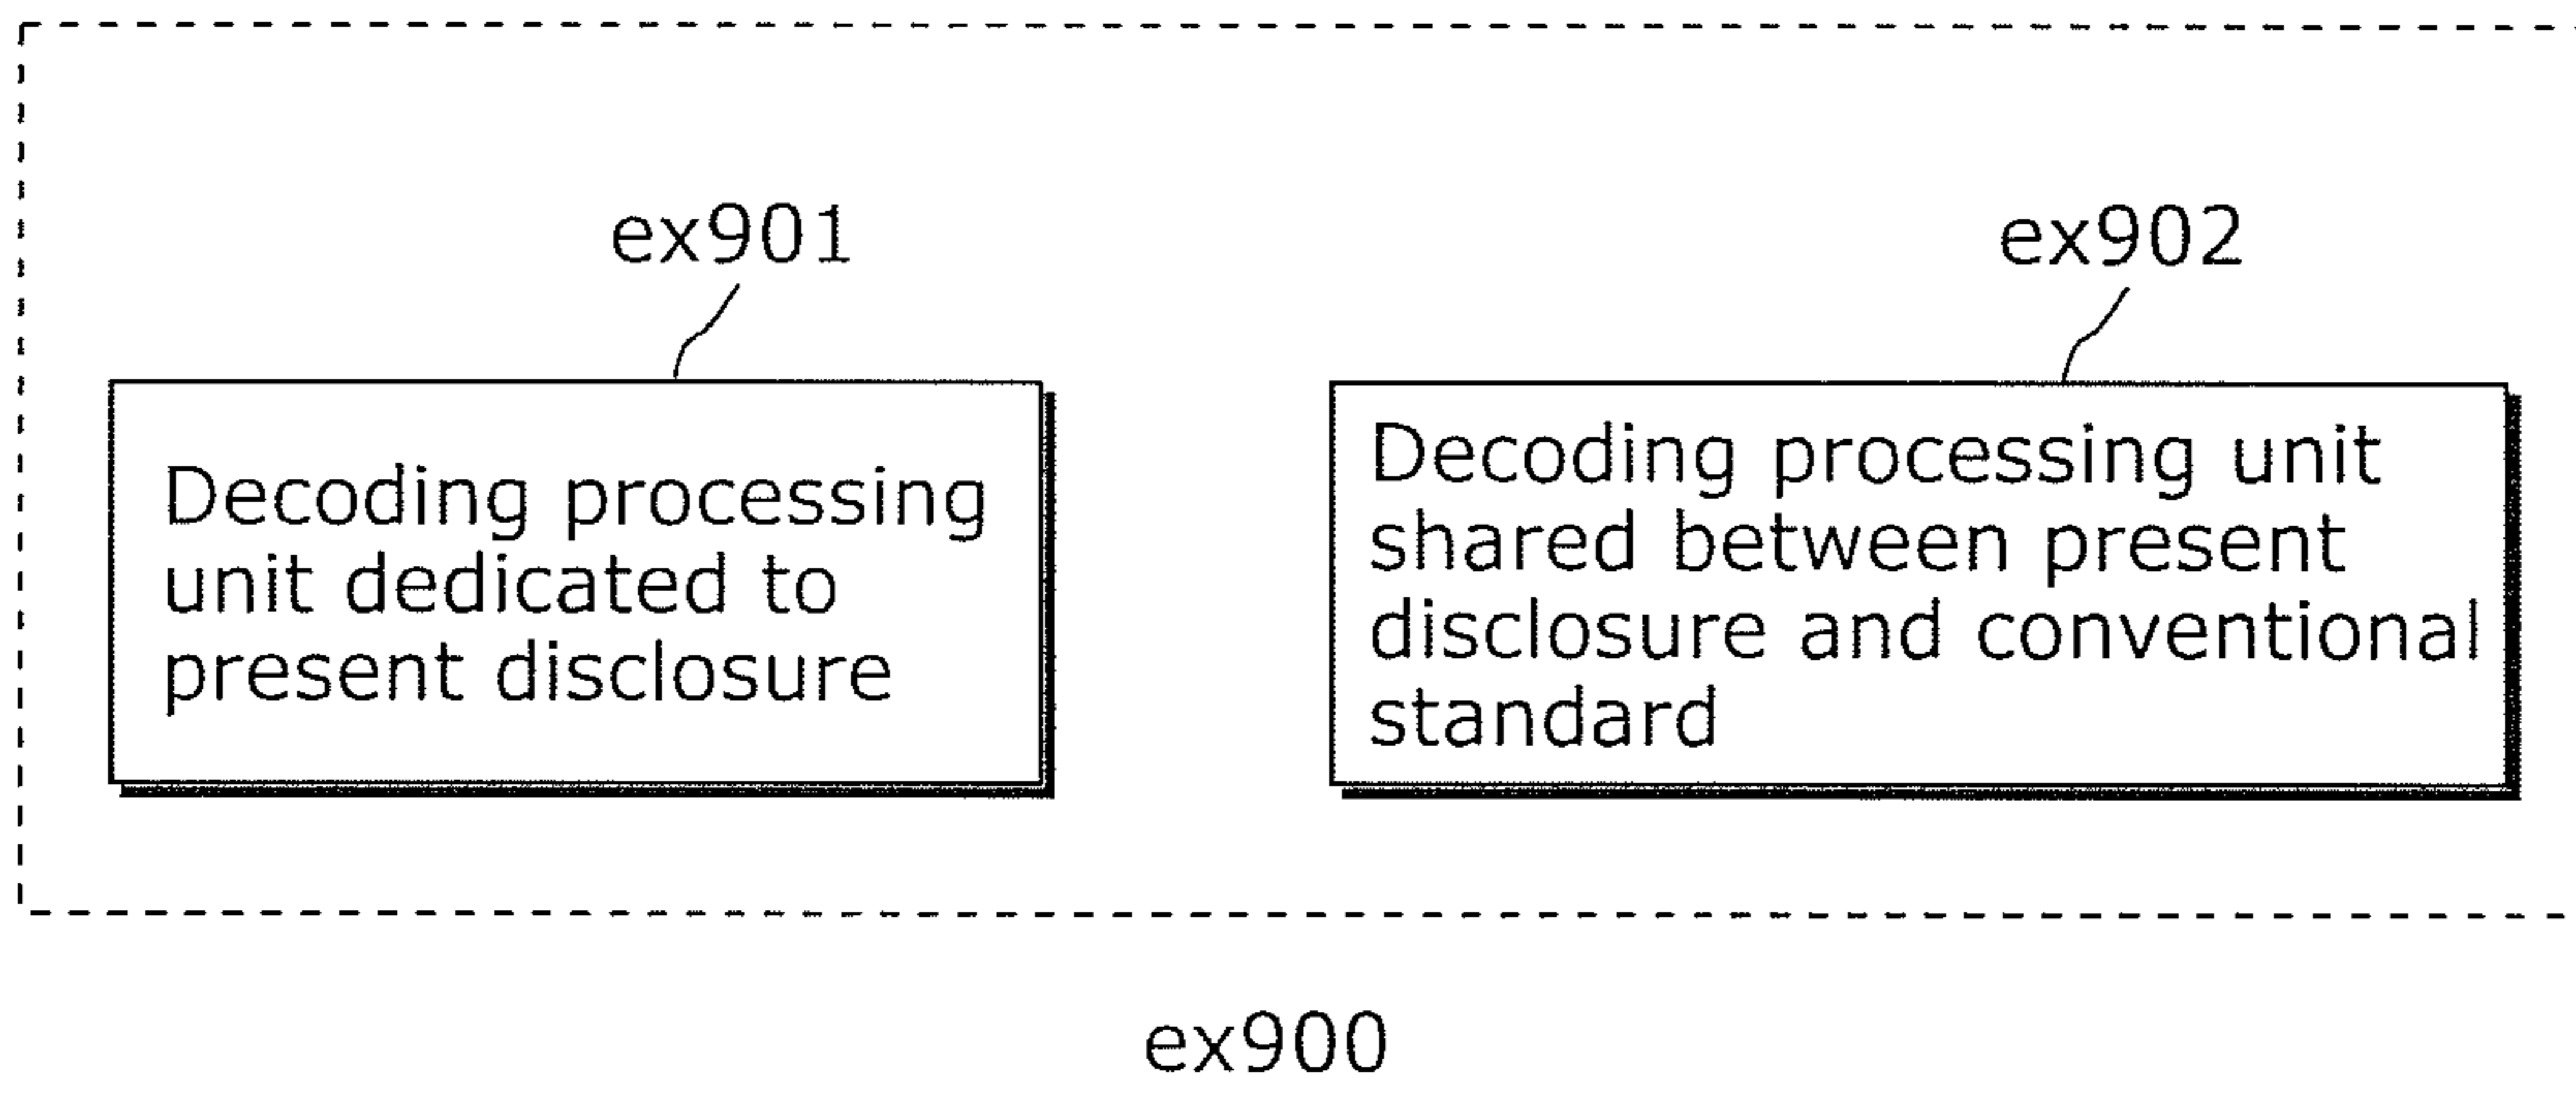 ex901
ex902
Decoding processing
unit dedicated to
present disclosure
Decoding processing unit
shared between present
disclosure and conventional
standard
ex900